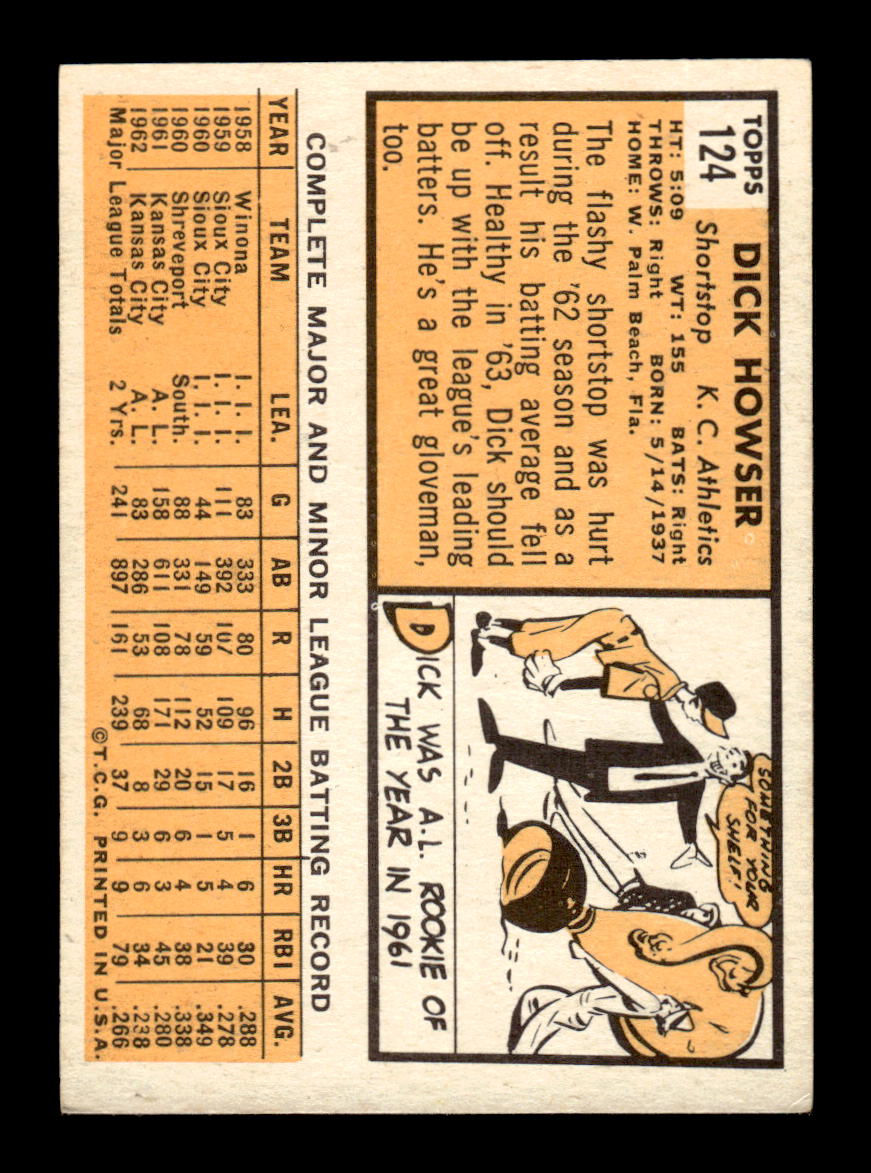 TOPPS
124
DICK HOWSER
Shortstop K. C. Athletics
HT: 5:09 WT: 155 BATS: Right
THROWS: Right BORN: 5/14/1937
HOME: W. Palm Beach, Fla.
The flashy shortstop was hurt
during the '62 season and as a
result his batting average fell
off. Healthy in '63, Dick should
be up with the league's leading
batters. He's a great gloveman,
too.
SOMETHING
FOR YOUR
SHELF!
DICK WAS A.L. ROOKIE OF
THE YEAR IN 1961
COMPLETE MAJOR AND MINOR LEAGUE BATTING RECORD
YEAR TEAM LEA. G AB R H 2B 3B HR RBI AVG.
1958 Winona I. I. I. 83 333 80 96 16 1 6 30 .288
1959 Sioux City I. I. I. 111 392 107 109 17 5 4 39 .278
1960 Sioux City I. I. I. 44 149 59 52 15 1 5 21 .349
1960 Shreveport South. 88 331 78 112 20 6 4 38 .338
1961 Kansas City A. L. 158 611 108 171 29 6 3 45 .280
1962 Kansas City A. L. 83 286 53 68 8 3 6 34 .238
Major League Totals 2 Yrs. 241 897 161 239 37 9 9 79 .266
©T.C.G. PRINTED IN U.S.A.